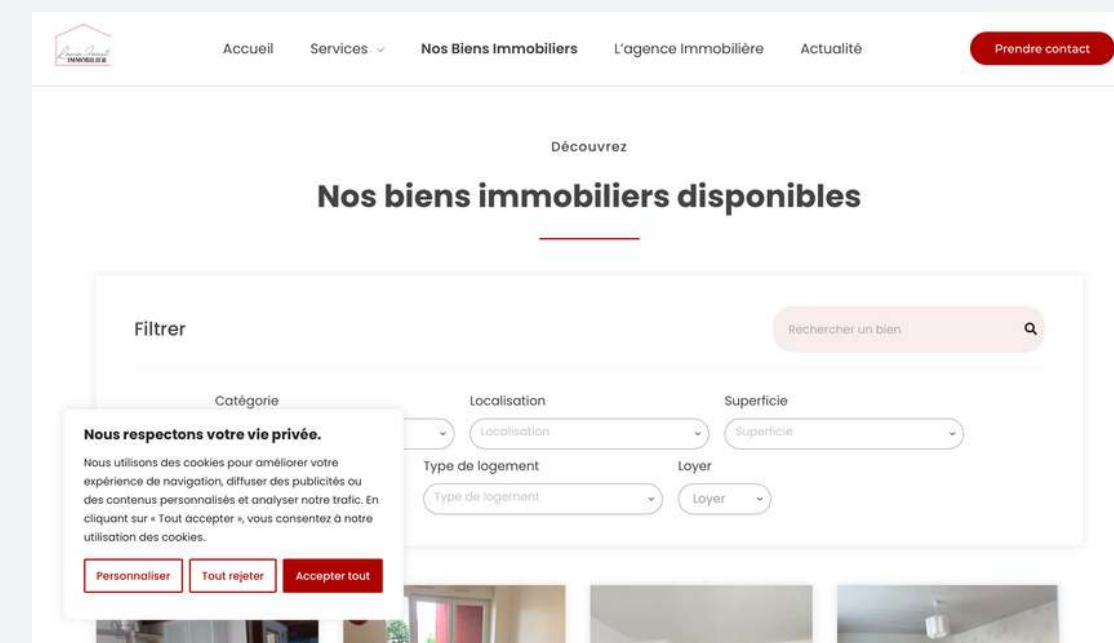 IMMOBILIER
Accueil
Services
Nos Biens Immobiliers
L'agence Immobilière
Actualité
Prendre contact
Découvrez
Nos biens immobiliers disponibles
Filtrer
Rechercher un bien
Catégorie
Localisation
Superficie
Localisation
Superficie
Type de logement
Loyer
Type de logement
Loyer
Nous respectons votre vie privée.
Nous utilisons des cookies pour améliorer votre
expérience de navigation, diffuser des publicités ou
des contenus personnalisés et analyser notre trafic. En
cliquant sur « Tout accepter », vous consentez à notre
utilisation des cookies.
Personnaliser
Tout rejeter
Accepter tout